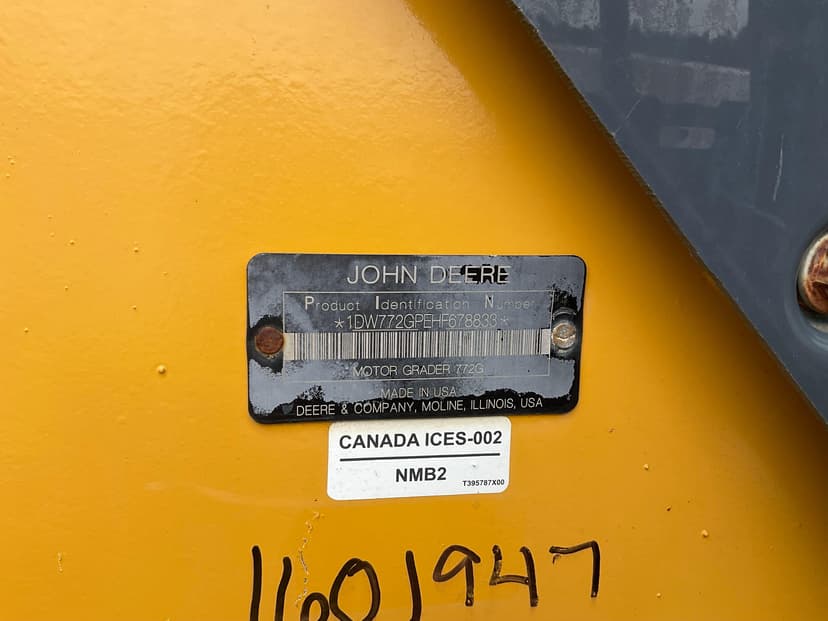 JOHN DEERE
Product Identification Number
*1DW772GPEHF678833*
MOTOR GRADER 772G
MADE IN USA
DEERE & COMPANY, MOLINE, ILLINOIS, USA
CANADA ICES-002
NMB2
T395787X00
1601947